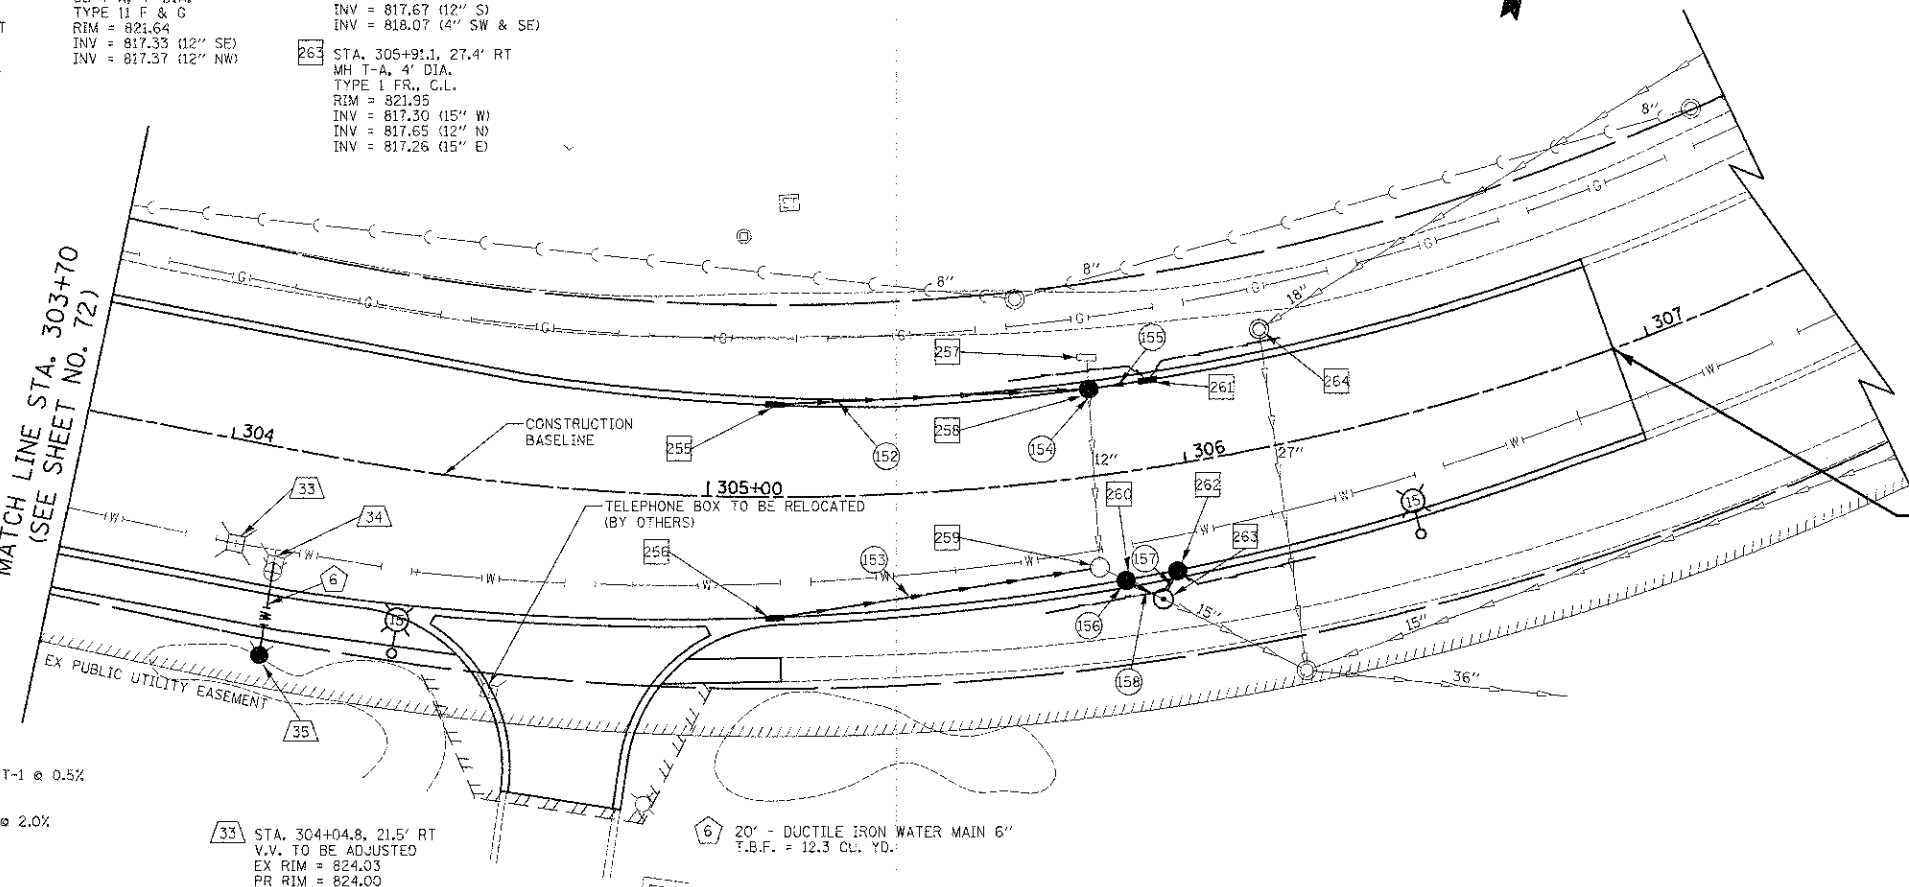 TYPE 11 F & G
RIM = 821.64
INV = 817.33 (12" SE)
INV = 817.37 (12" NW)
INV = 817.67 (12" S)
INV = 818.07 (4" SW & SE)
263 STA. 305+91.1, 27.4' RT
MH T-A, 4' DIA.
TYPE 1 FR., C.L.
RIM = 821.95
INV = 817.30 (15" W)
INV = 817.65 (12" N)
INV = 817.26 (15" E)
MATCH LINE STA. 303+70
(SEE SHEET NO. 72)
ET
8"
8"
8"
18"
G
G
G
G
G
G
G
G
G
257
155
261
264
307
304
CONSTRUCTION
BASELINE
255
152
258
154
12"
306
27"
W
W
305+00
33
34
TELEPHONE BOX TO BE RELOCATED
(BY OTHERS)
260
262
15
W
W
W
256
153
259
157
263
W
W
W
W
W
W
6
W
15
156
15"
15"
158
36"
EX PUBLIC UTILITY EASEMENT
35
T-1 @ 0.5%
@ 2.0%
33 STA. 304+04.8, 21.5' RT
V.V. TO BE ADJUSTED
EX RIM = 824.03
PR RIM = 824.00
6 20' - DUCTILE IRON WATER MAIN 6"
T.B.F. = 12.3 CU. YD.